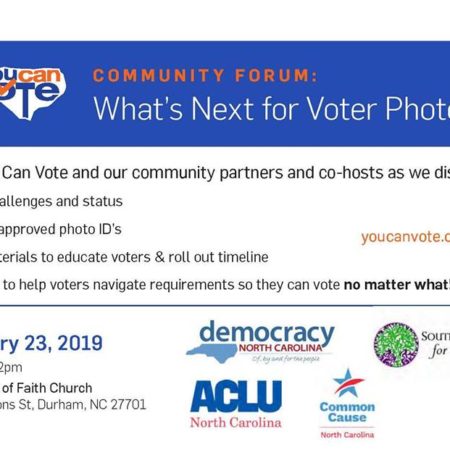 you can
VOTE
COMMUNITY FORUM:
What's Next for Voter Photo
Can Vote and our community partners and co-hosts as we dis
allenges and status
approved photo ID's
youcanvote.o
terials to educate voters & roll out timeline
to help voters navigate requirements so they can vote no matter what!
ry 23, 2019
2pm
of Faith Church
ons St, Durham, NC 27701
democracy
NORTH CAROLINA
Of, by and for the people
SOUTH
for
ACLU
North Carolina
Common
Cause
North Carolina